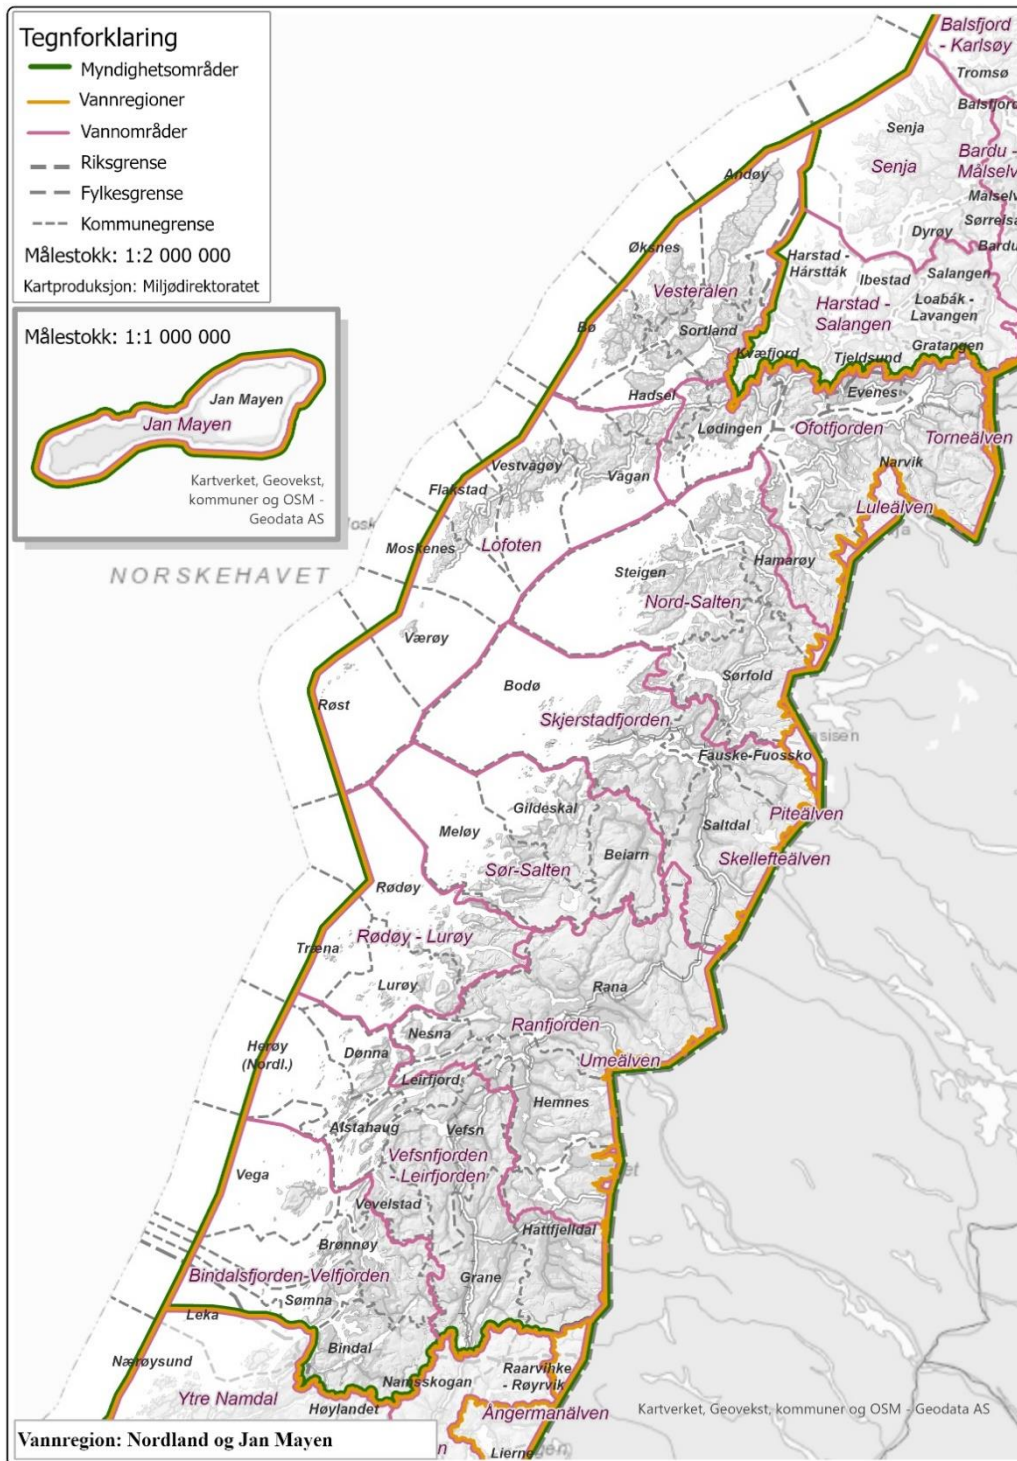 Tegnforklaring
Myndighetsområder
Vannregioner
Vannområder
Riksgrense
Fylkesgrense
Kommunegrense
Målestokk: 1:2 000 000
Kartproduksjon: Miljødirektoratet
Målestokk: 1:1 000 000
Jan Mayen
Jan Mayen
Kartverket, Geovekst,
kommuner og OSM -
Geodata AS
NORSKEHAVET
Balsfjord
- Karlsøy
Tromsø
Balsfjord
Senja
Senja
Bardu -
Målselv
Målselv
Sørreisa
Dyrøy
Bardu
Andøy
Øksnes
Harstad -
Hárstták
Ibestad
Salangen
Vesterålen
Loabák -
Lavangen
Harstad -
Salangen
Bø
Sortland
Gratangen
Kvæfjord
Tjeldsund
Hadsel
Evenes
Lødingen
Ofotfjorden
Torneälven
Vestvågøy
Narvik
Vågan
Flakstad
Luleälven
Moskenes
Lofoten
Hamarøy
Steigen
Nord-Salten
Værøy
Sørfold
Bodø
Røst
Skjerstadfjorden
Fauske-Fuossko
Gildeskål
Piteälven
Meløy
Saltdal
Beiarn
Skellefteälven
Sør-Salten
Rødøy
Rødøy - Lurøy
Træna
Lurøy
Rana
Ranfjorden
Nesna
Herøy
(Nordl.)
Dønna
Umeälven
Leirfjord
Hemnes
Alstahaug
Vefsn
Vefsnfjorden
- Leirfjorden
Vega
Vevelstad
Hattfjelldal
Brønnøy
Bindalsfjorden-Velfjorden
Grane
Sømna
Leka
Bindal
Nærøysund
Namsskogan
Raarvihke
- Røyrvik
Ytre Namdal
Høylandet
Ångermanälven
Kartverket, Geovekst, kommuner og OSM - Geodata AS
Vannregion: Nordland og Jan Mayen
Lierne